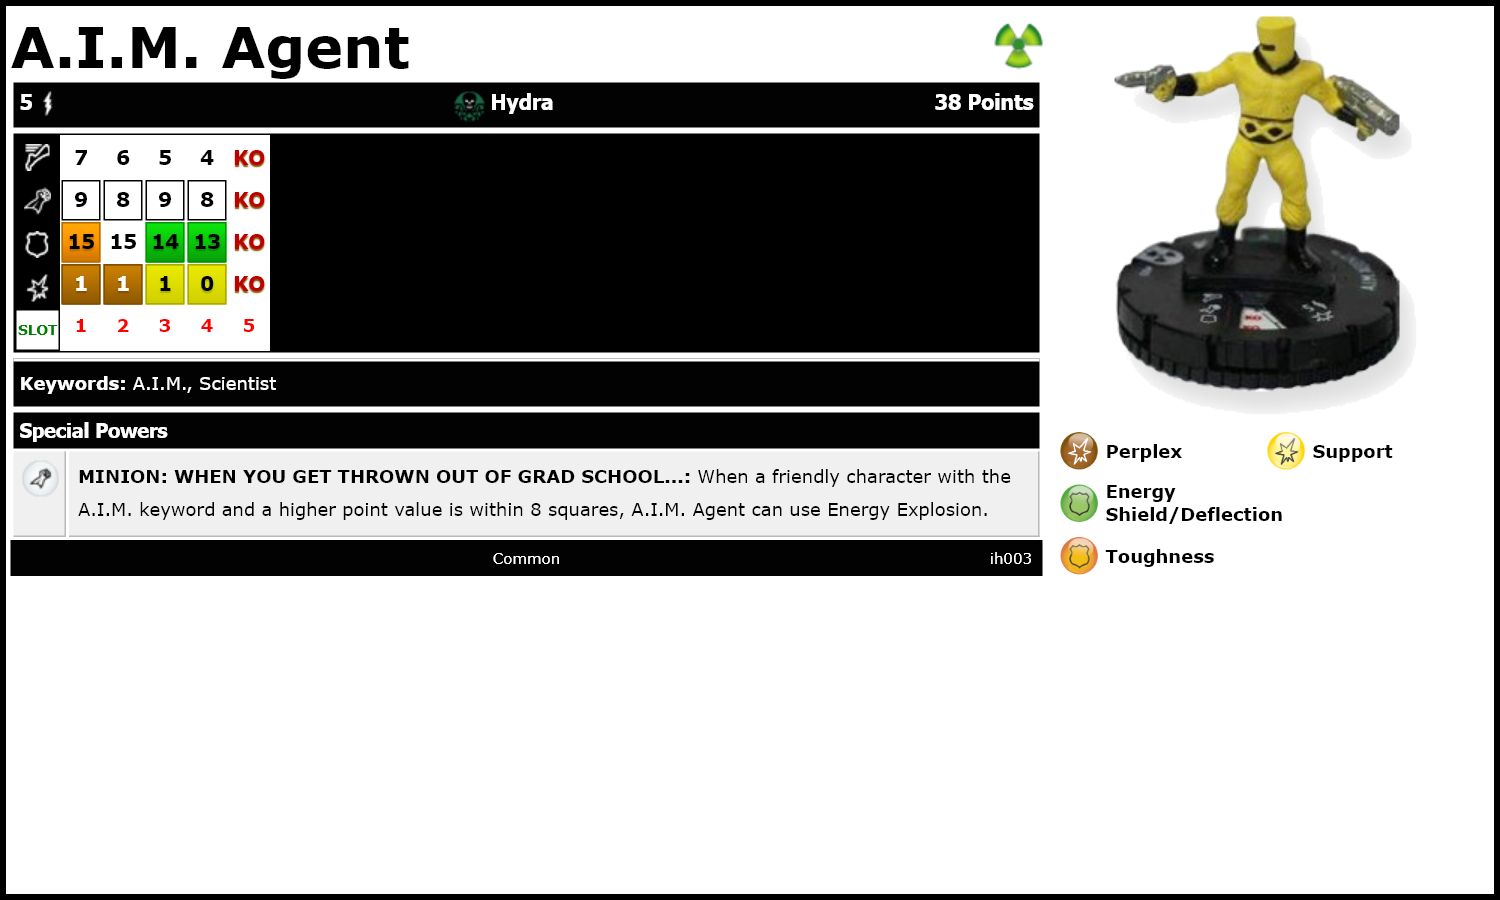 A.I.M. Agent
5 Hydra 38 Points
7 6 5 4 KO
9 8 9 8 KO
15 15 14 13 KO
1 1 1 0 KO
SLOT 1 2 3 4 5
Keywords: A.I.M., Scientist
Special Powers
MINION: WHEN YOU GET THROWN OUT OF GRAD SCHOOL...: When a friendly character with the
A.I.M. keyword and a higher point value is within 8 squares, A.I.M. Agent can use Energy Explosion.
Common ih003
KO
KO
Perplex Support
Energy
Shield/Deflection
Toughness